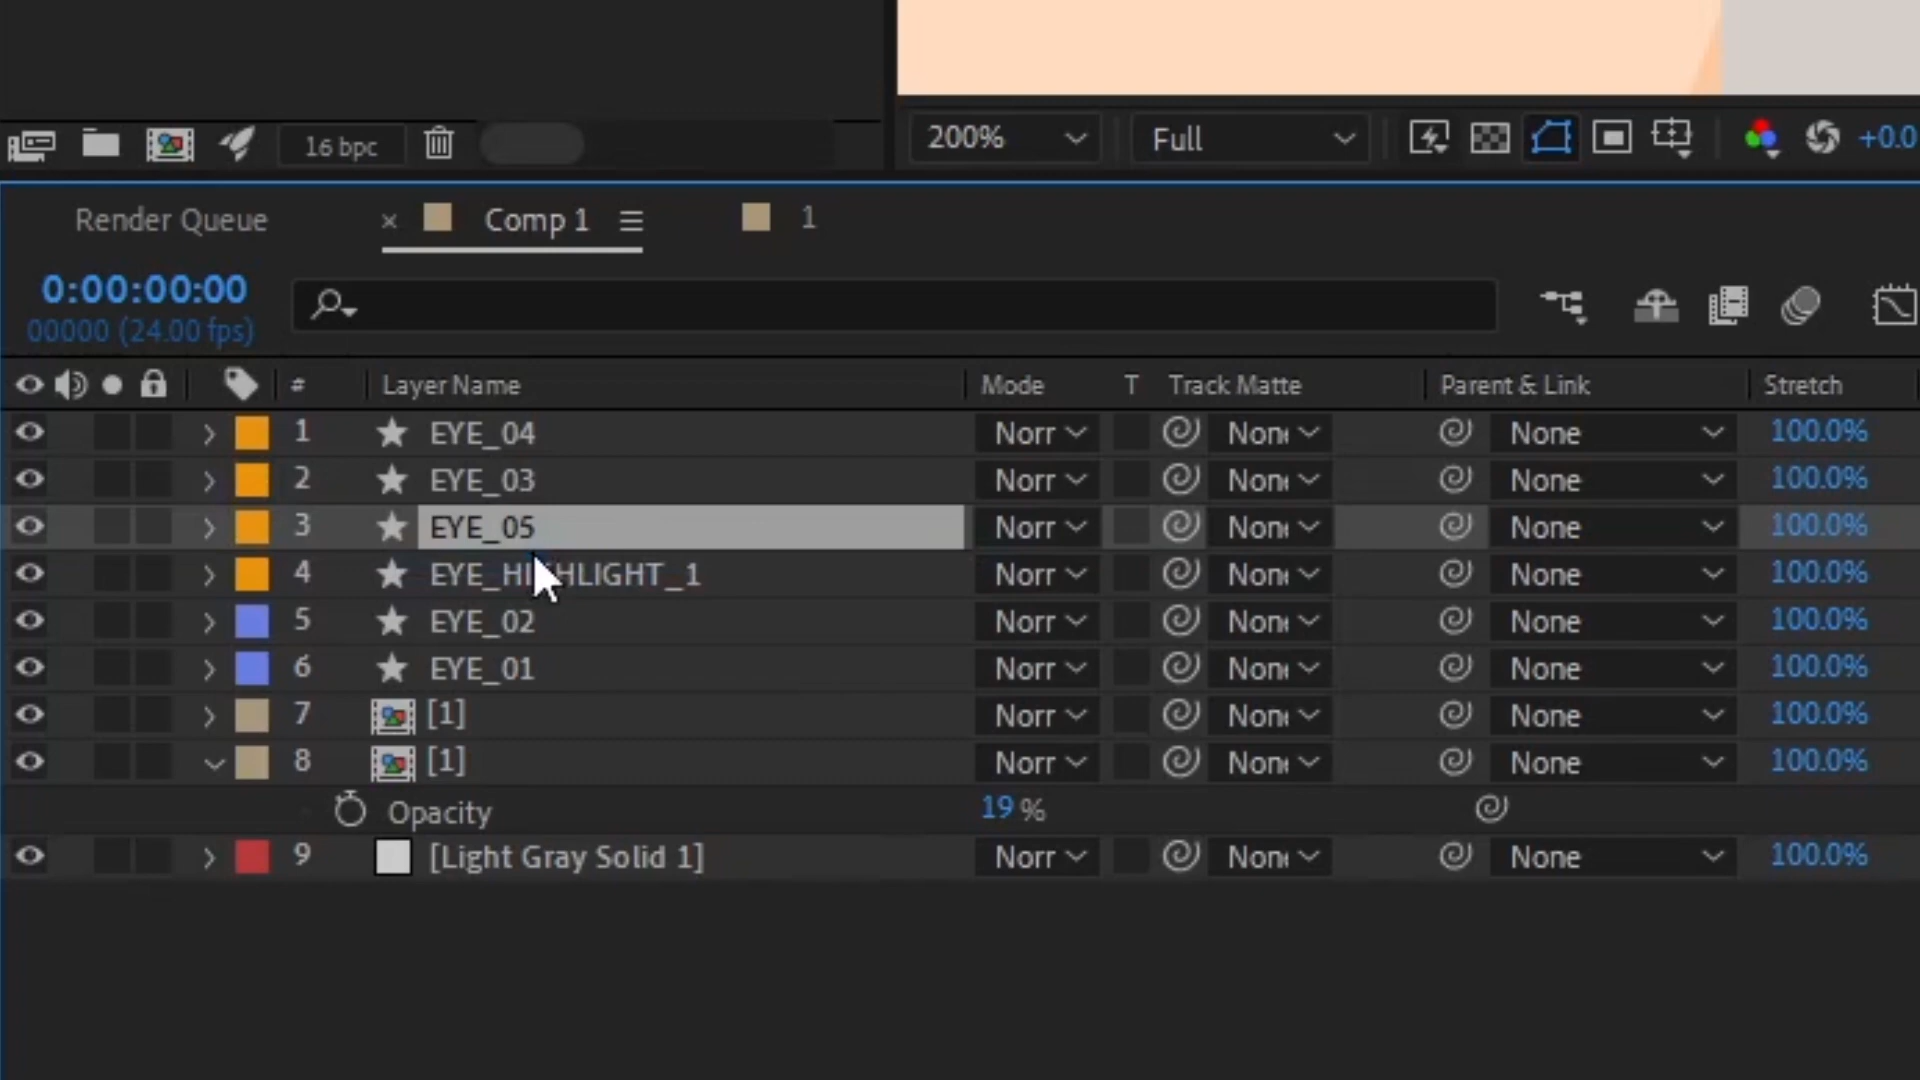 16 bpc
200% Full +0.0
Render Queue × Comp 1 1
0:00:00:00
00000 (24.00 fps)
# Layer Name Mode T Track Matte Parent & Link Stretch
1 EYE_04 Norr Non None 100.0%
2 EYE_03 Norr Non None 100.0%
3 EYE_05 Norr Non None 100.0%
4 EYE_HIGHLIGHT_1 Norr Non None 100.0%
5 EYE_02 Norr Non None 100.0%
6 EYE_01 Norr Non None 100.0%
7 [1] Norr Non None 100.0%
8 [1] Norr Non None 100.0%
Opacity 19 %
9 [Light Gray Solid 1] Norr Non None 100.0%